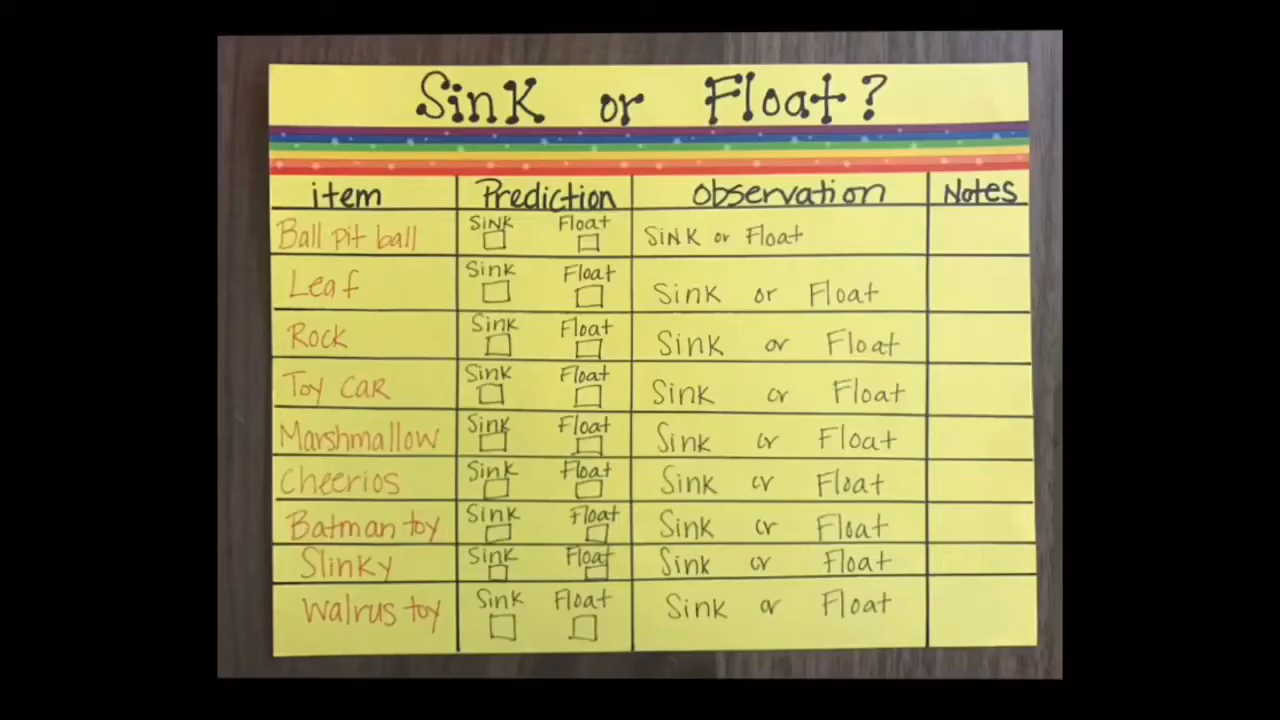 Sink or Float?
item Prediction Observation Notes
Ball pit ball Sink Float Sink or Float
Leaf Sink Float Sink or Float
Rock Sink Float Sink or Float
Toy car Sink Float Sink or Float
Marshmallow Sink Float Sink or Float
Cheerios Sink Float Sink or Float
Batman toy Sink Float Sink or Float
Slinky Sink Float Sink or Float
Walrus toy Sink Float Sink or Float